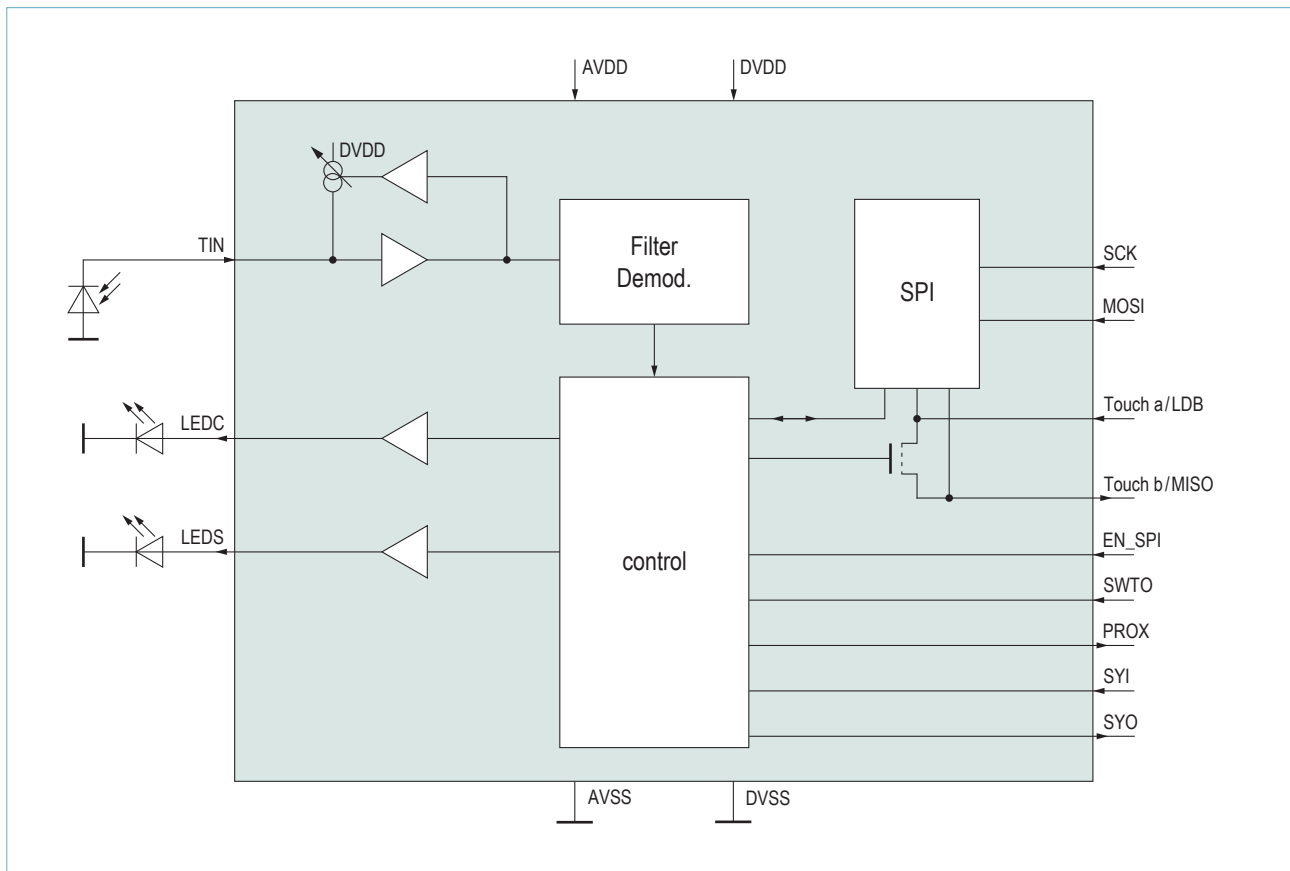 AVDD
DVDD
DVDD
TIN
Filter
Demod.
SPI
SCK
MOSI
LEDC
Touch a/LDB
Touch b/MISO
LEDS
control
EN_SPI
SWTO
PROX
SYI
SYO
AVSS
DVSS